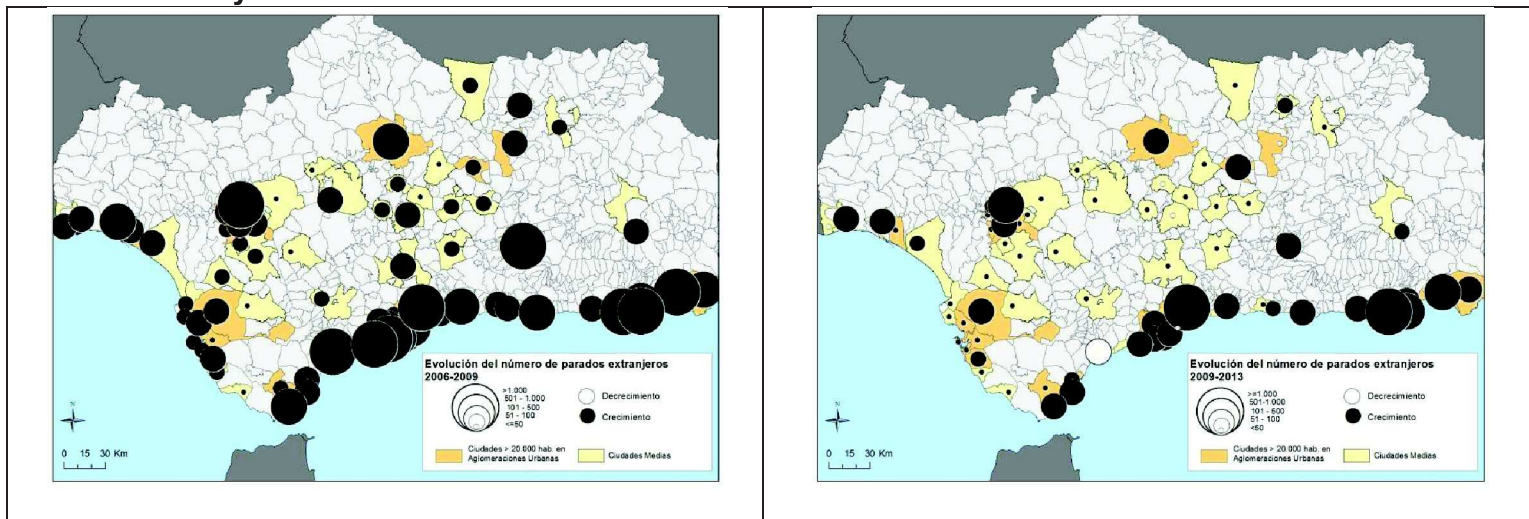 Evolución del número de parados extranjeros
2006-2009
>1.000
501 - 1.000
101 - 500
51 - 100
<=50
Decrecimiento
Crecimiento
Ciudades > 20.000 hab. en
Aglomeraciones Urbanas
Ciudades Medias
N
0 15 30 Km
Evolución del número de parados extranjeros
2009-2013
>=1.000
501-1.000
101 - 500
51 - 100
<50
Decrecimiento
Crecimiento
Ciudades > 20.000 hab. en
Aglomeraciones Urbanas
Ciudades Medias
N
0 15 30 Km